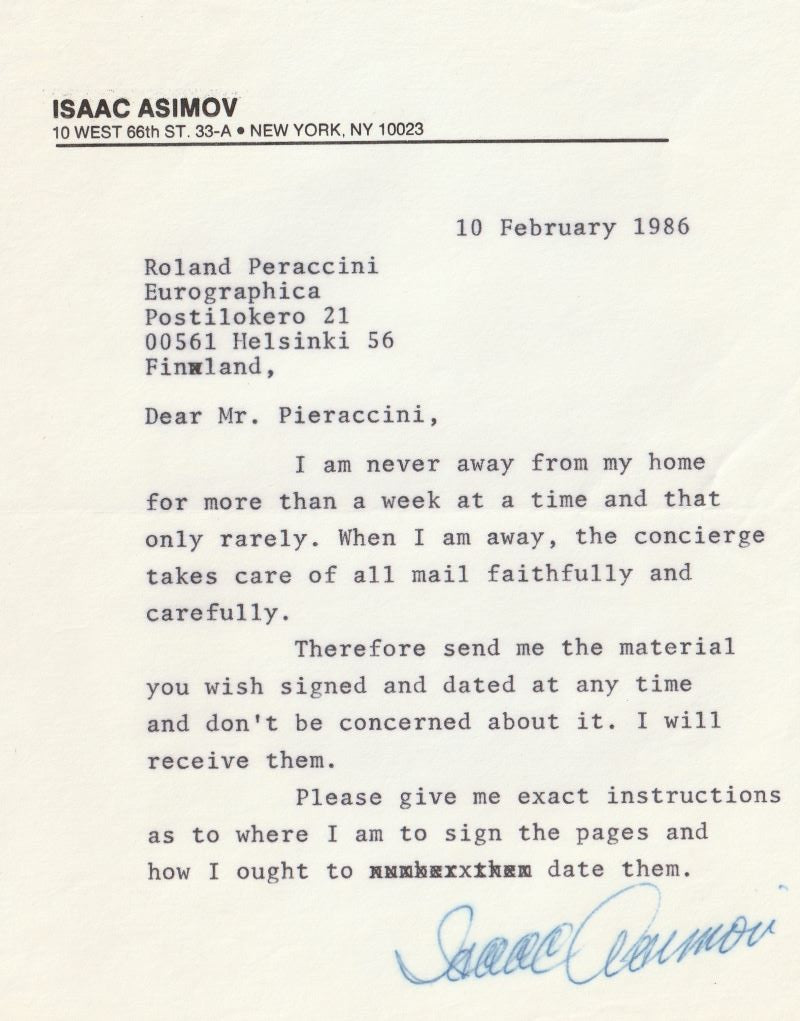 ISAAC ASIMOV
10 WEST 66th ST. 33-A • NEW YORK, NY 10023
10 February 1986
Roland Peraccini
Eurographica
Postilokero 21
00561 Helsinki 56
Finland,
Dear Mr. Pieraccini,
I am never away from my home
for more than a week at a time and that
only rarely. When I am away, the concierge
takes care of all mail faithfully and
carefully.
Therefore send me the material
you wish signed and dated at any time
and don't be concerned about it. I will
receive them.
Please give me exact instructions
as to where I am to sign the pages and
how I ought to date them.
Isaac Asimov